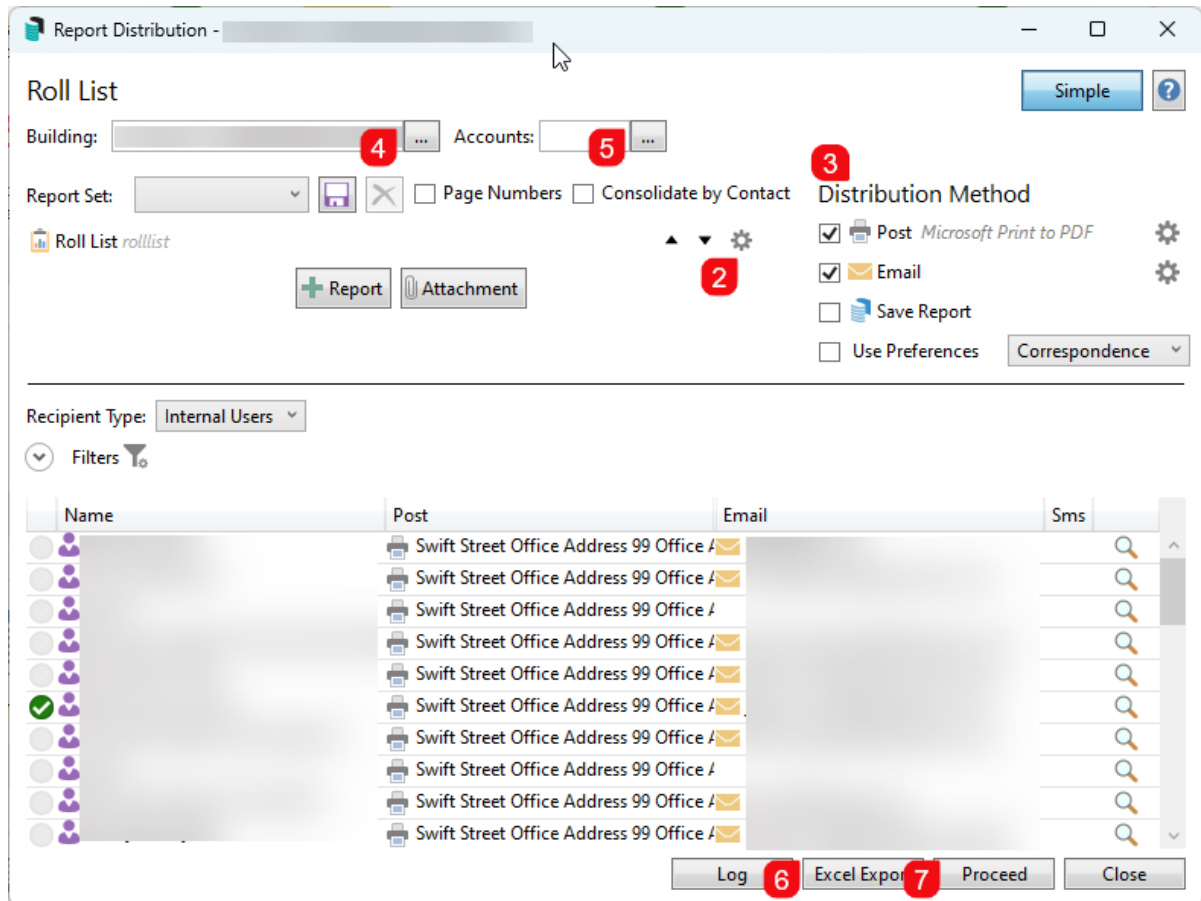 Report Distribution -
Roll List
Simple
Building: ... Accounts: ...
4 5
3
Report Set: Page Numbers Consolidate by Contact Distribution Method
Post Microsoft Print to PDF
Roll List rolllist
2
Email
Report Attachment
Save Report
Use Preferences Correspondence
Recipient Type: Internal Users
Filters
Name Post Email Sms
Swift Street Office Address 99 Office A
Swift Street Office Address 99 Office A
Swift Street Office Address 99 Office A
Swift Street Office Address 99 Office A
Swift Street Office Address 99 Office A
Swift Street Office Address 99 Office A
Swift Street Office Address 99 Office A
Swift Street Office Address 99 Office A
Swift Street Office Address 99 Office A
Swift Street Office Address 99 Office A
Log 6 Excel Expor 7 Proceed Close